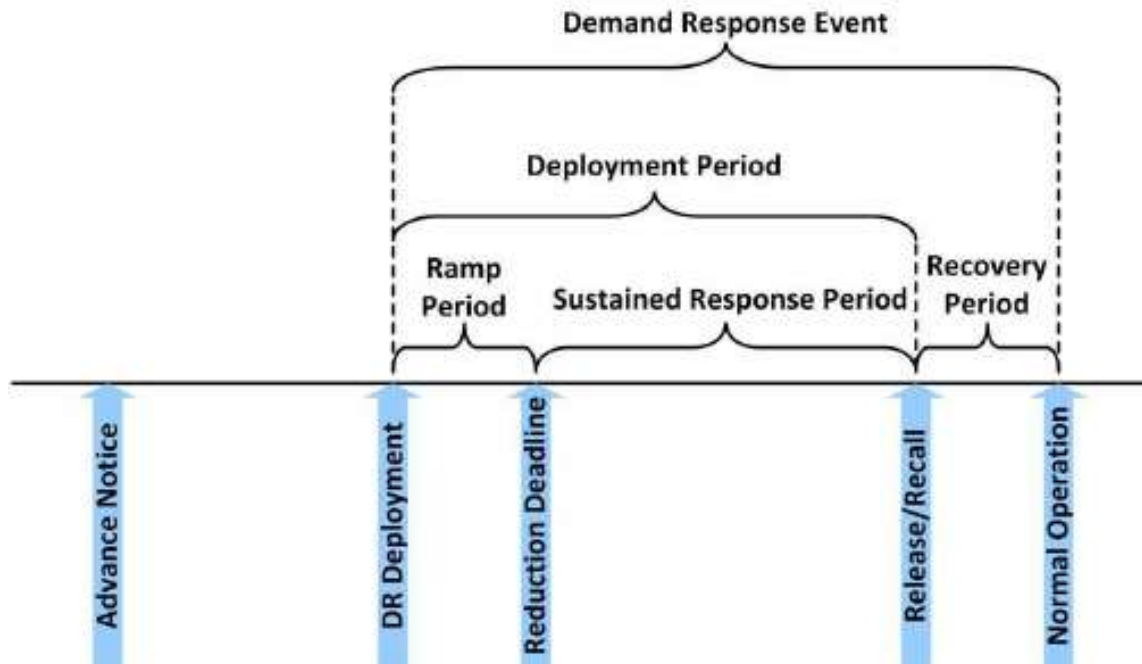 Demand Response Event
Deployment Period
Ramp
Period
Sustained Response Period
Recovery
Period
Advance Notice
DR Deployment
Reduction Deadline
Release/Recall
Normal Operation